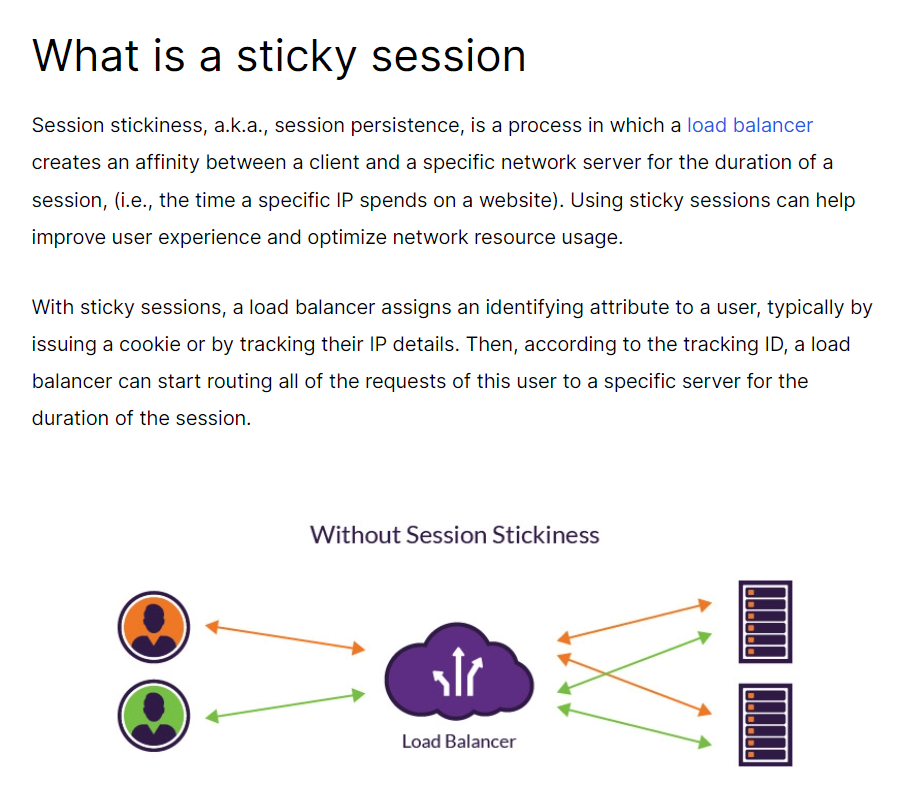 What is a sticky session
Session stickiness, a.k.a., session persistence, is a process in which a load balancer
creates an affinity between a client and a specific network server for the duration of a
session, (i.e., the time a specific IP spends on a website). Using sticky sessions can help
improve user experience and optimize network resource usage.
With sticky sessions, a load balancer assigns an identifying attribute to a user, typically by
issuing a cookie or by tracking their IP details. Then, according to the tracking ID, a load
balancer can start routing all of the requests of this user to a specific server for the
duration of the session.
Without Session Stickiness
Load Balancer